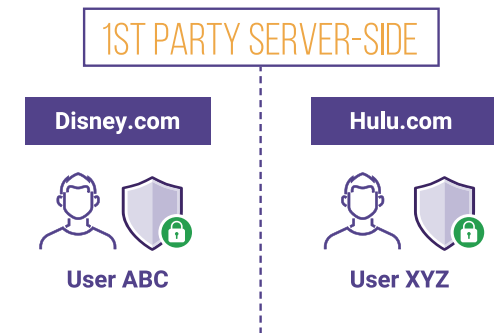 1ST PARTY SERVER-SIDE
Disney.com
Hulu.com
User ABC
User XYZ